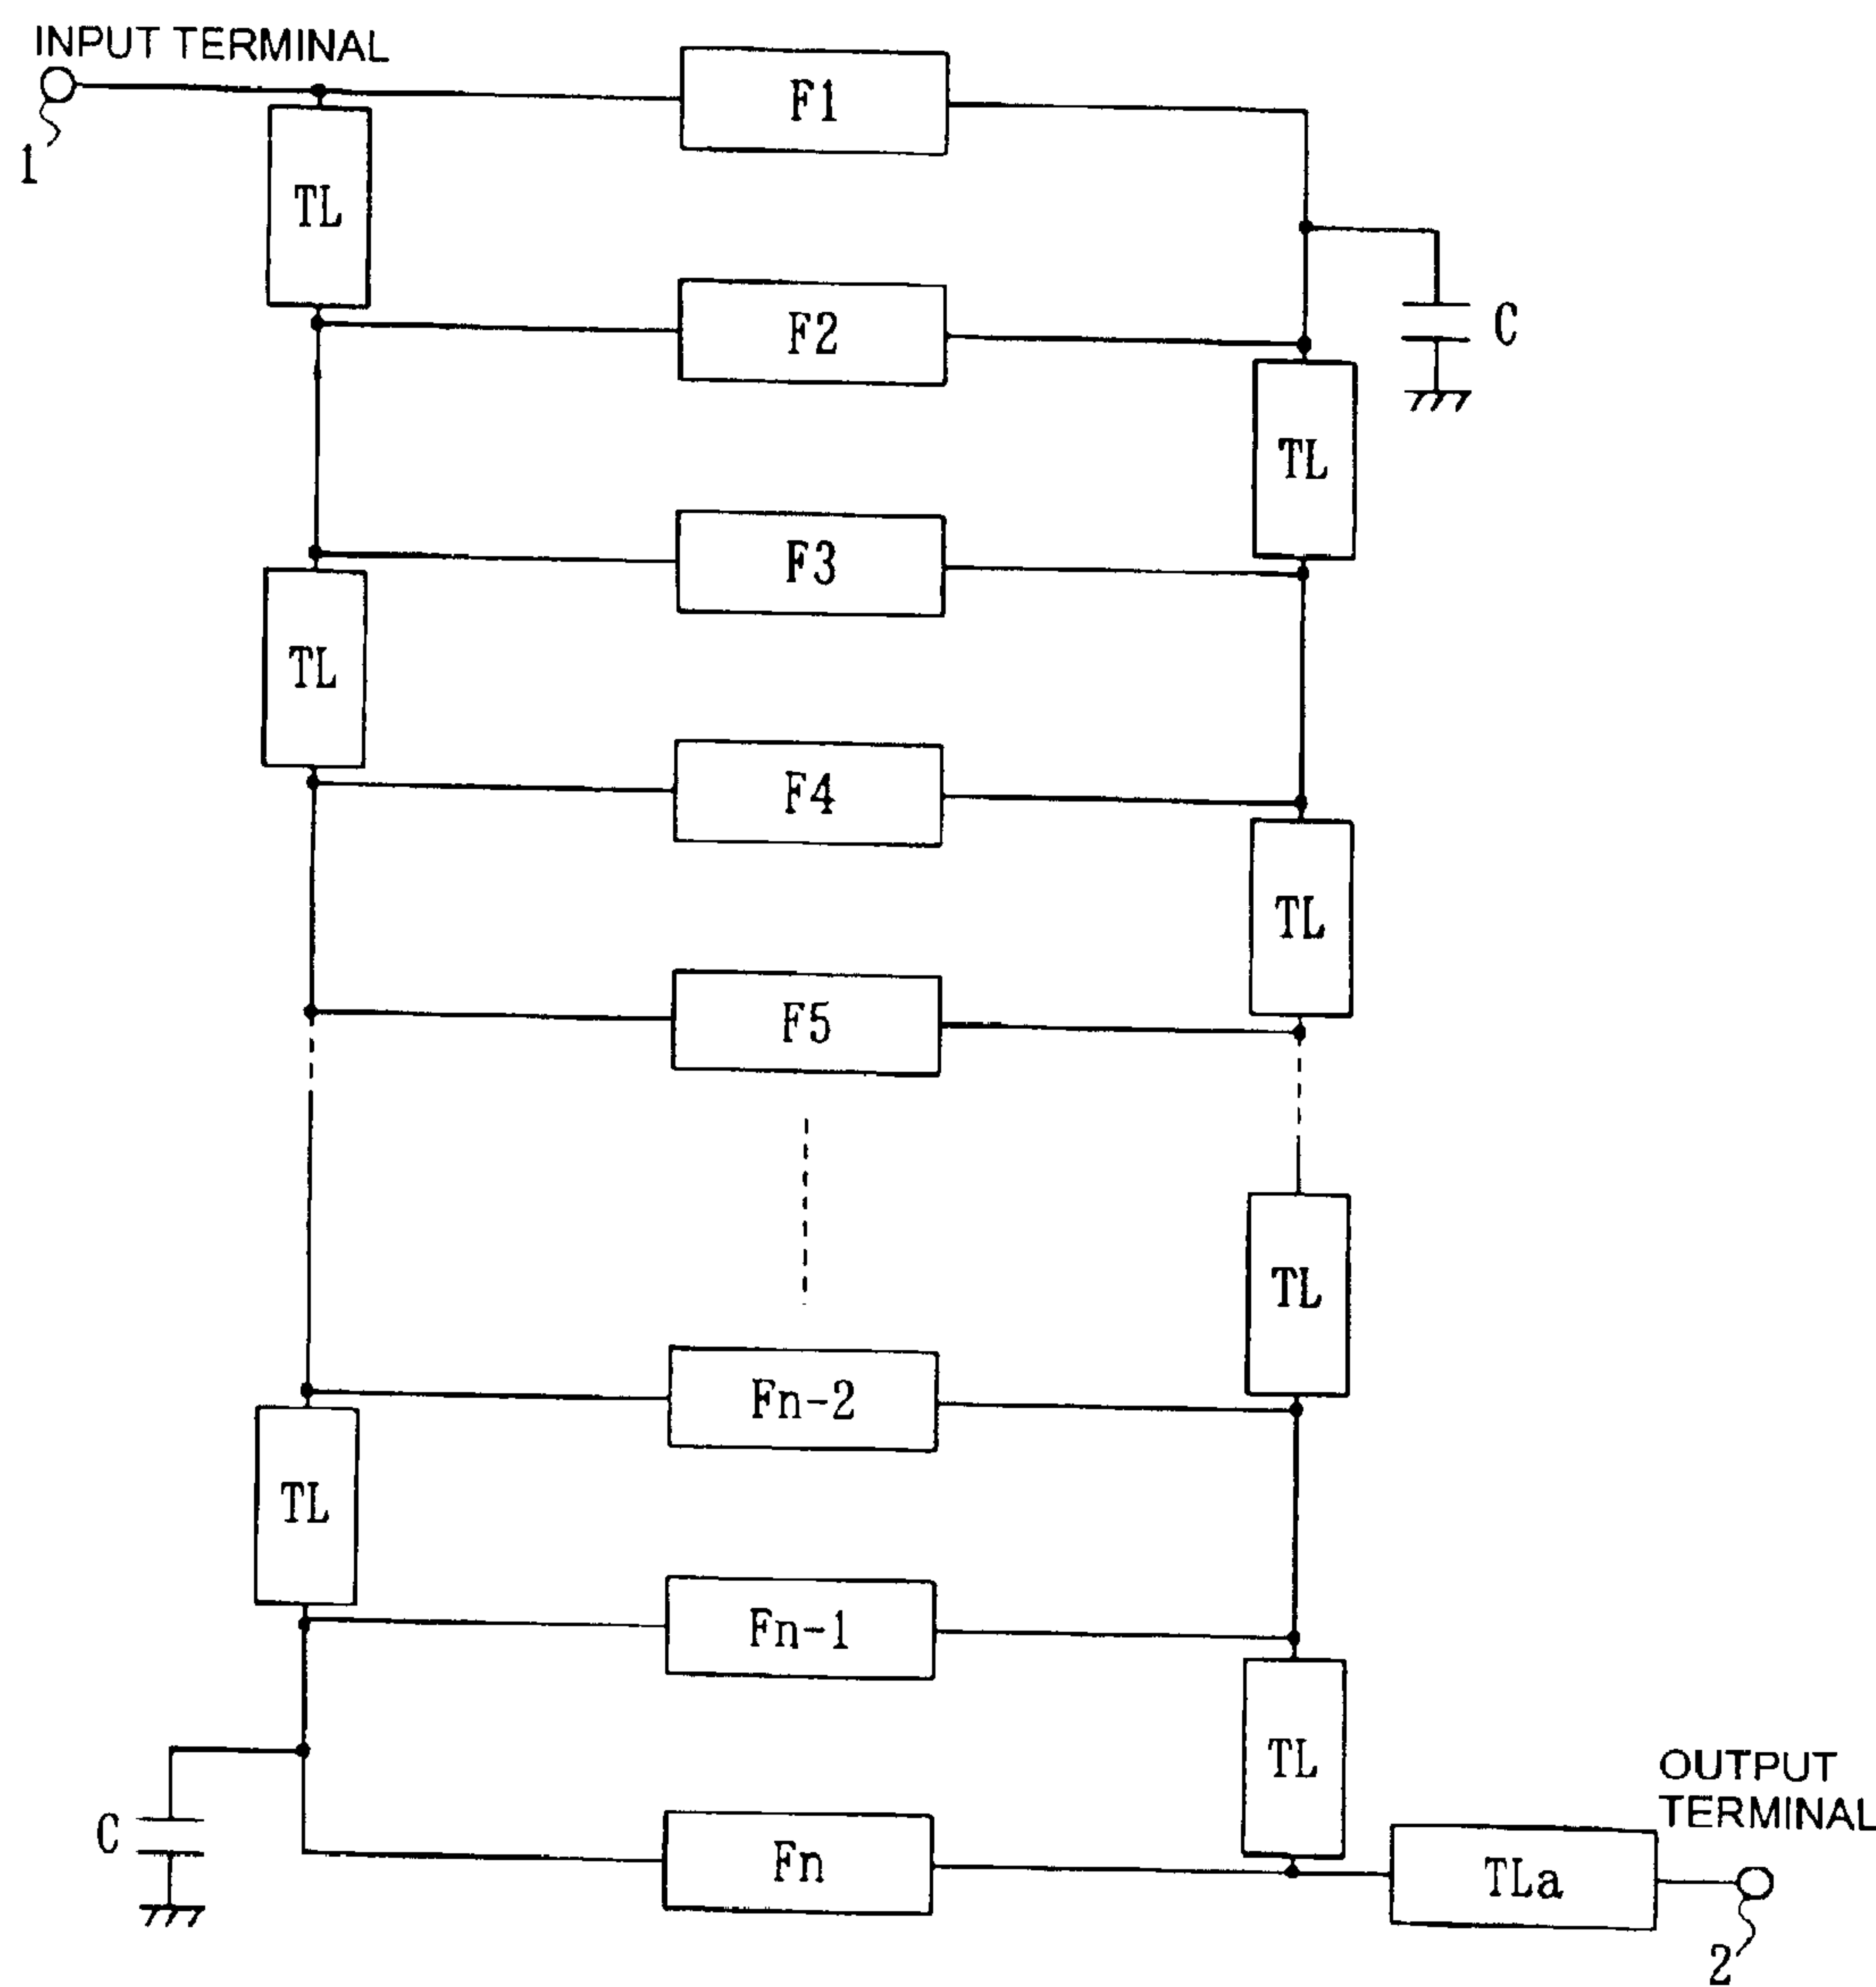 INPUT TERMINAL
1
F1
TL
F2
C
TL
F3
TL
F4
TL
F5
TL
Fn-2
TL
Fn-1
TL
OUTPUT
TERMINAL
C
Fn
TLa
2